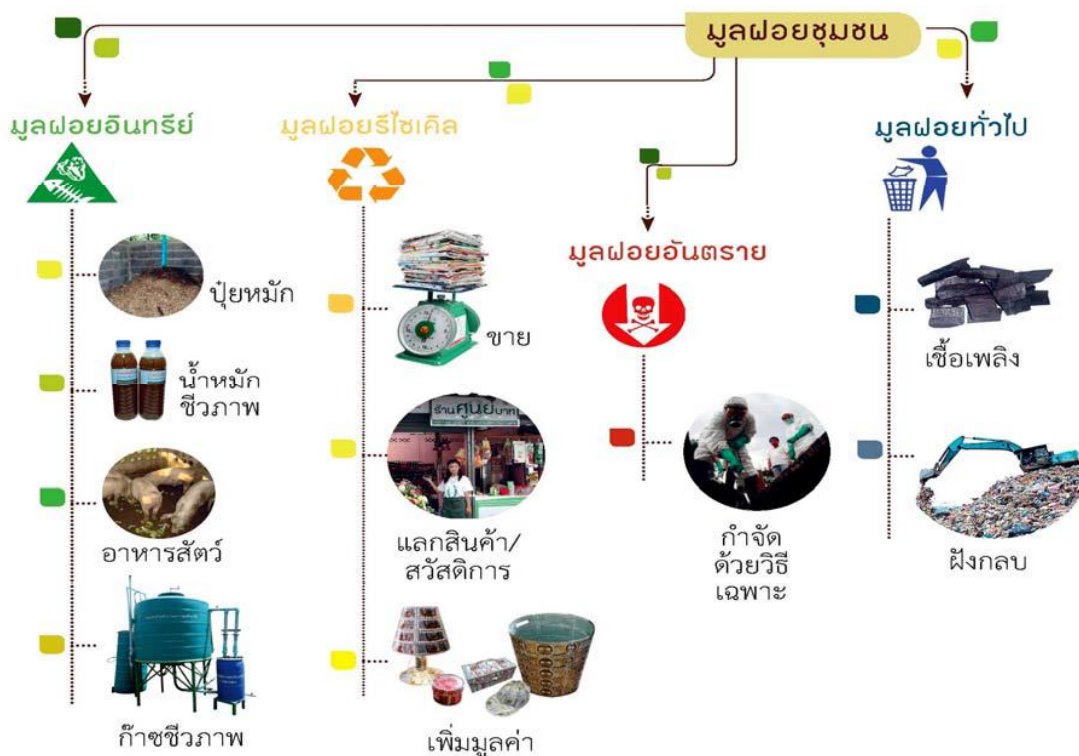 มูลฝอยชุมชน
มูลฝอยอินทรีย์
ปุ๋ยหมัก
น้ำหมัก
ชีวภาพ
อาหารสัตว์
ก๊าซชีวภาพ
มูลฝอยรีไซเคิล
ขาย
ร้านศูนย์บาท
แลกสินค้า/
สวัสดิการ
เพิ่มมูลค่า
มูลฝอยอันตราย
กำจัด
ด้วยวิธี
เฉพาะ
มูลฝอยทั่วไป
เชื้อเพลิง
ฝังกลบ